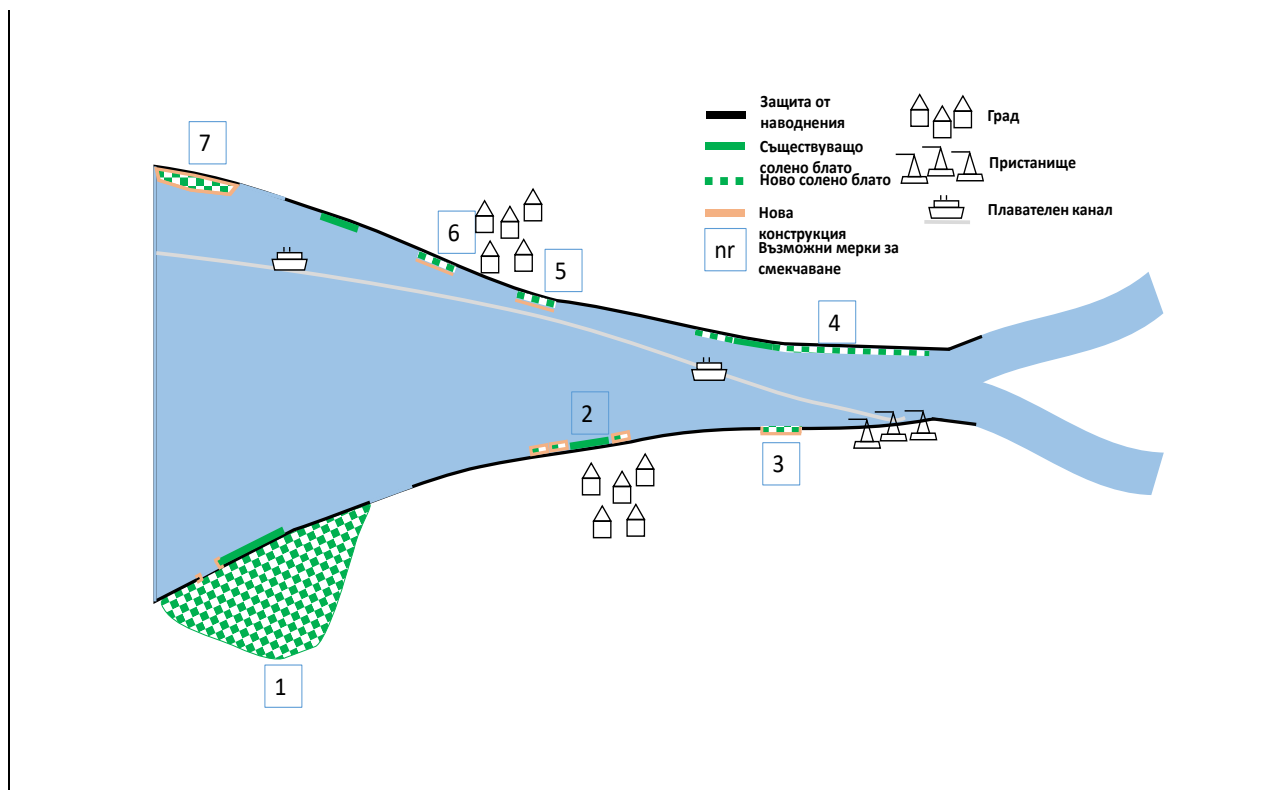 7
6
5
4
2
3
1
Защита от
наводнения
Съществуващо
солено блато
Ново солено блато
Нова
конструкция
nr
Възможни мерки за
смекчаване
Град
Пристанище
Плавателен канал